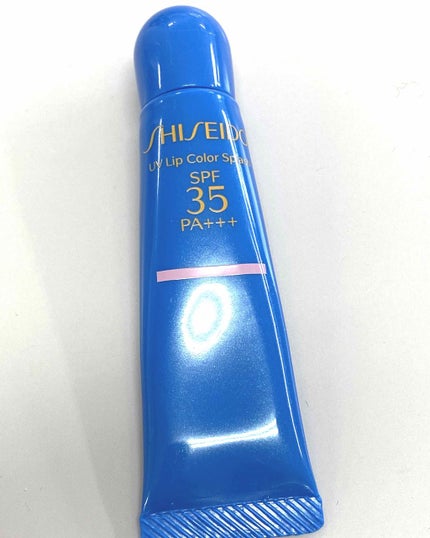 SHISEIDO
UV Lip Color Splash
SPF
35
PA+++